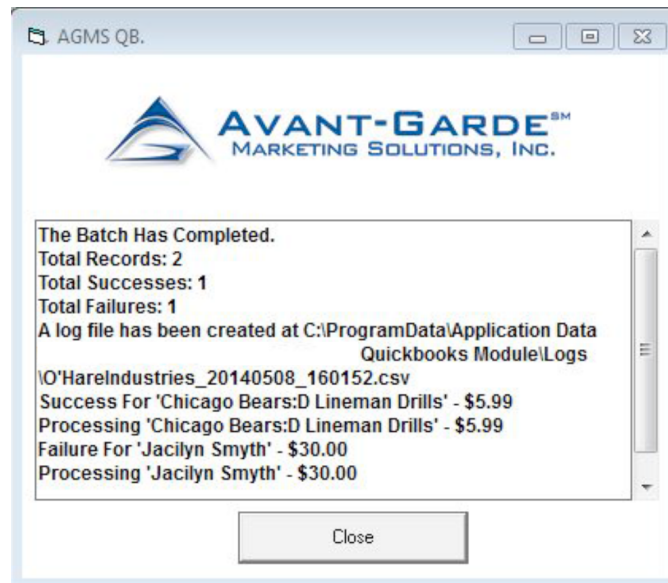 AGMS QB.
AVANT-GARDE℠
MARKETING SOLUTIONS, INC.
The Batch Has Completed.
Total Records: 2
Total Successes: 1
Total Failures: 1
A log file has been created at C:\ProgramData\Application Data
Quickbooks Module\Logs
\O'HareIndustries_20140508_160152.csv
Success For 'Chicago Bears:D Lineman Drills' - $5.99
Processing 'Chicago Bears:D Lineman Drills' - $5.99
Failure For 'Jacilyn Smyth' - $30.00
Processing 'Jacilyn Smyth' - $30.00
Close